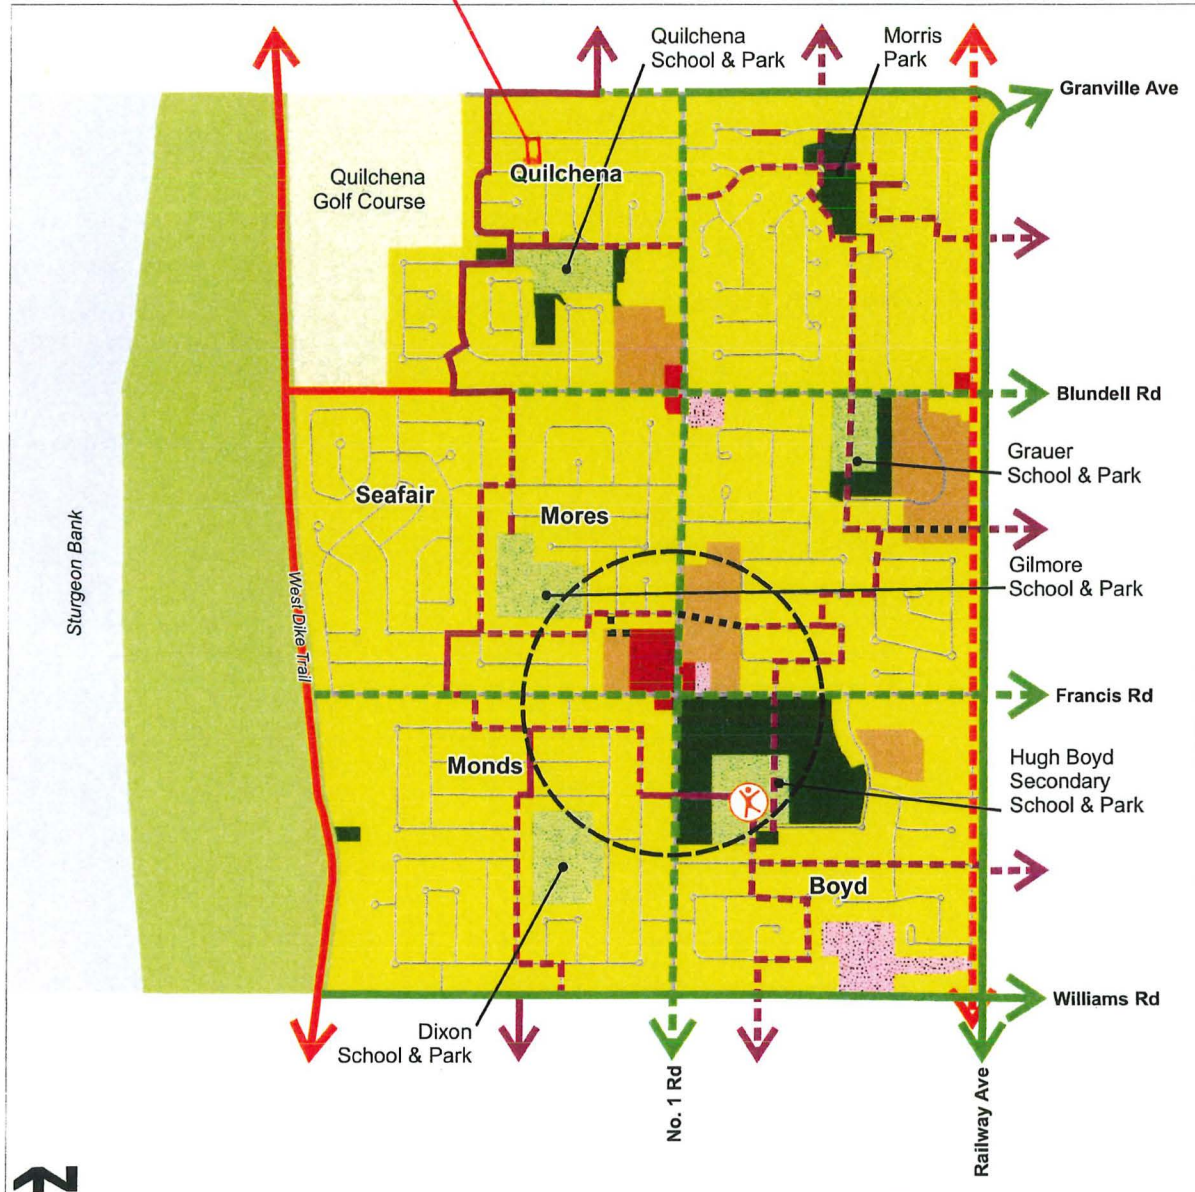 Quilchena
School & Park
Morris
Park
Granville Ave
Quilchena
Golf Course
Quilchena
Blundell Rd
Grauer
School & Park
Seafair
Mores
Sturgeon Bank
West Dike Trail
Gilmore
School & Park
Francis Rd
Monds
Hugh Boyd
Secondary
School & Park
Boyd
Williams Rd
Dixon
School & Park
No. 1 Rd
Railway Ave